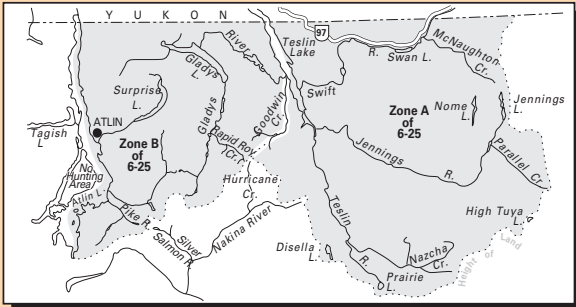 YUKON
97
Teslin
Lake
R.
Swan L.
McNaughton
Cr.
River
Gladys
L.
Surprise
L.
Swift
Zone A
of
6-25
Nome
L.
Jennings
L.
ATLIN
Tagish
L
Gladys
Goodwin
Cr.
Zone B
of
6-25
Rapid Roy
Cr.
Jennings
R.
Parallel Cr.
No
Hunting
Area
Atlin L.
Hurricane
Cr.
Pike R.
Silver
Salmon R.
Nakina River
Teslin
R.
High Tuya
L.
Disella
L.
Nazcha
Cr.
Prairie
L.
Height of Land